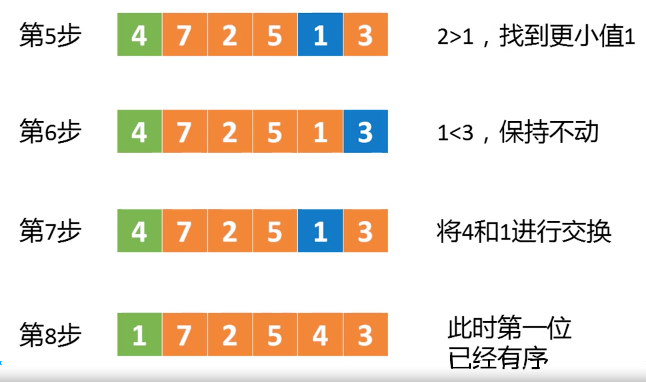 第5步 4 7 2 5 1 3 2>1，找到更小值1
第6步 4 7 2 5 1 3 1<3，保持不动
第7步 4 7 2 5 1 3 将4和1进行交换
第8步 1 7 2 5 4 3 此时第一位
已经有序